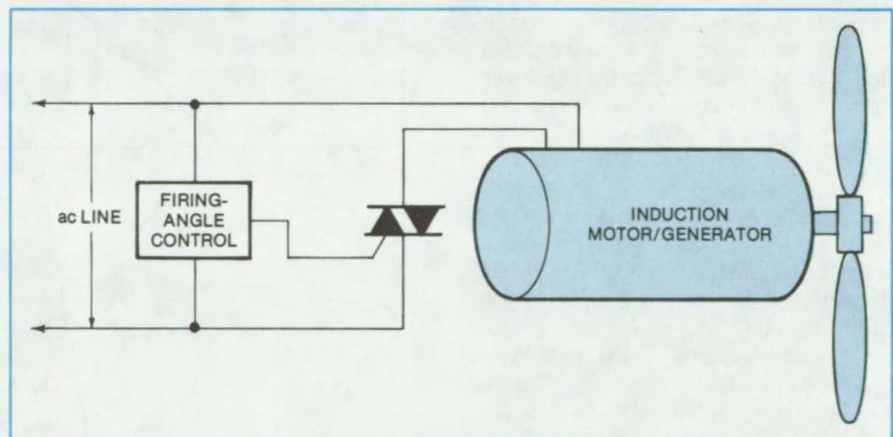 ac LINE
FIRING-
ANGLE
CONTROL
INDUCTION
MOTOR/GENERATOR